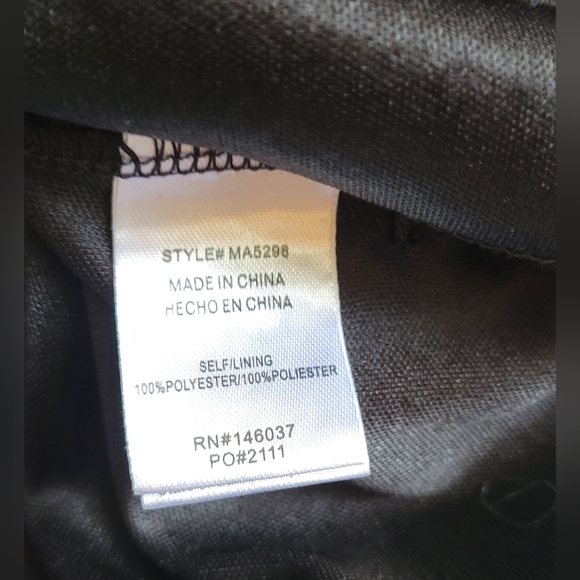 STYLE# MA5298
MADE IN CHINA
HECHO EN CHINA
SELF/LINING
100%POLYESTER/100%POLIESTER
RN#146037
PO#2111